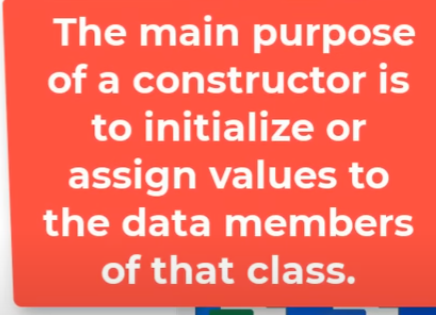 The main purpose
of a constructor is
to initialize or
assign values to
the data members
of that class.